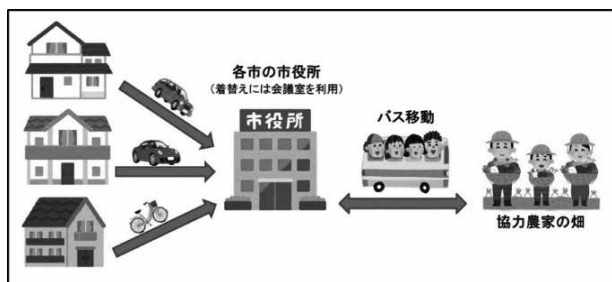 各市の市役所
(着替えには会議室を利用)
市役所
バス移動
協力農家の畑